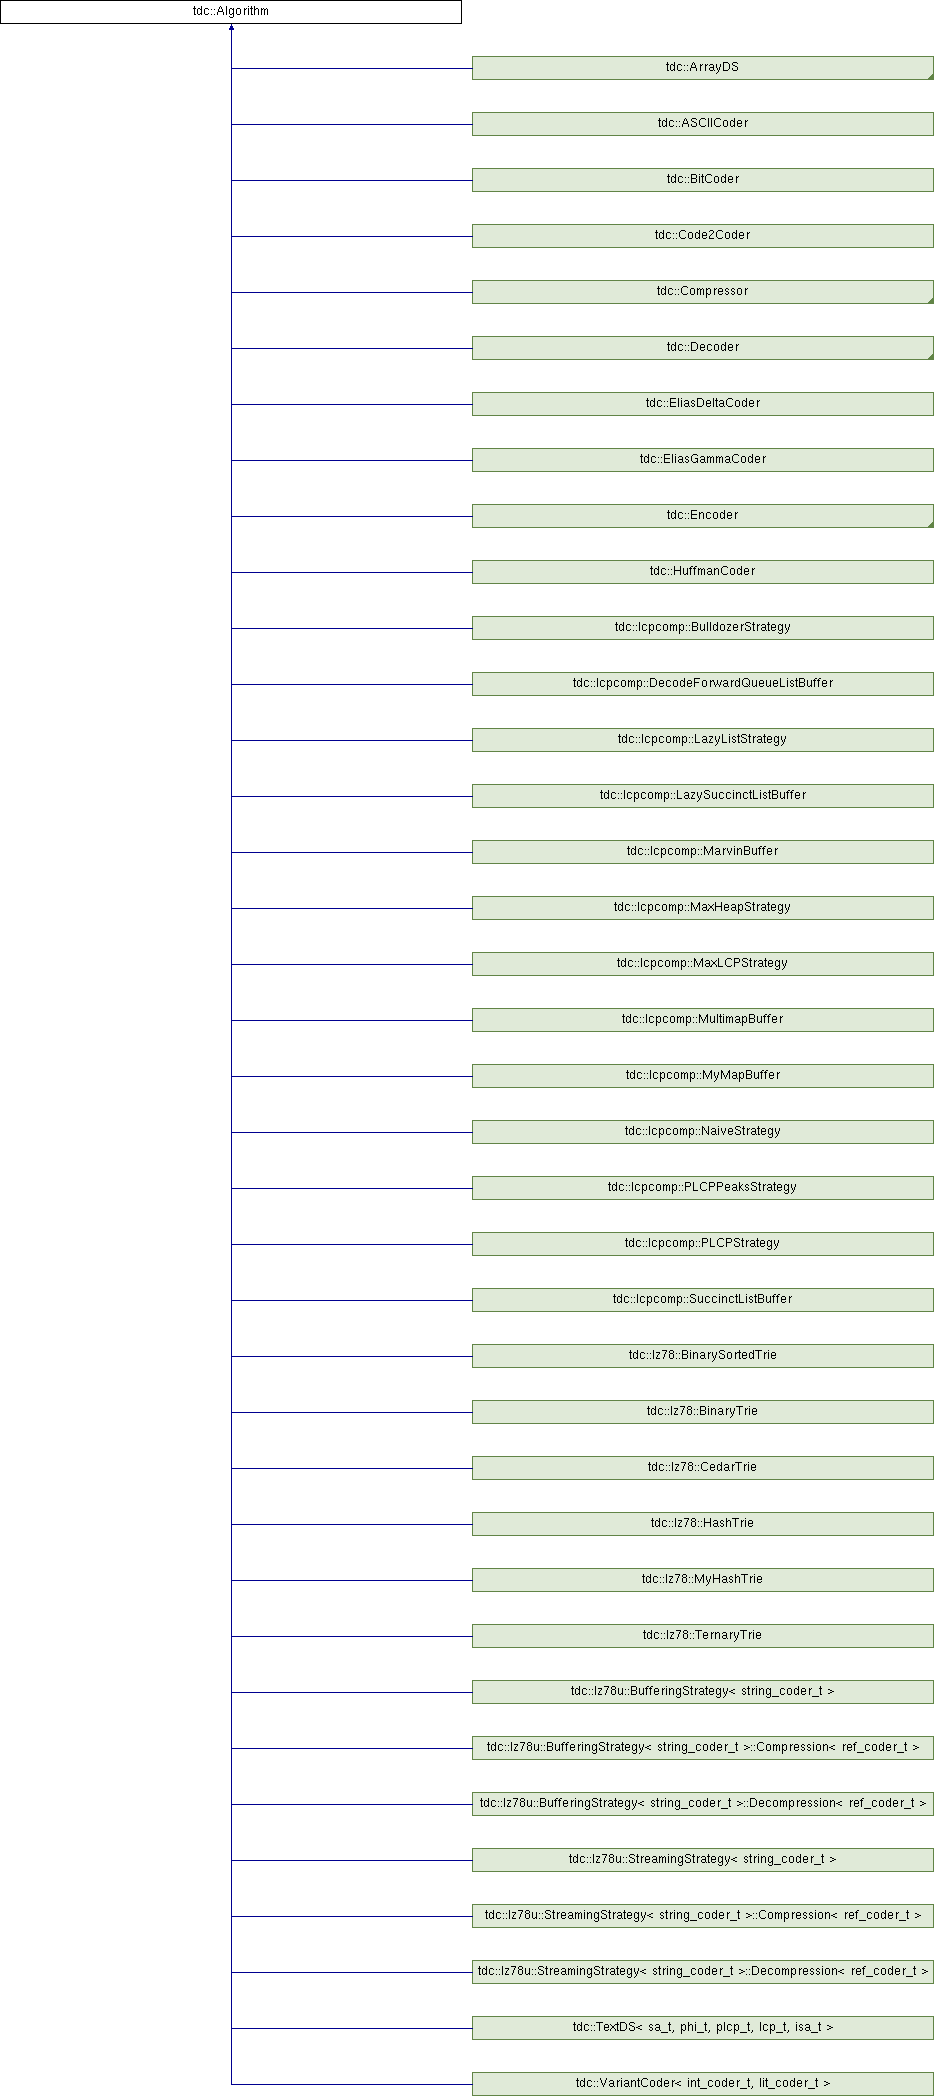 tdc::Algorithm
tdc::ArrayDS
tdc::ASCIICoder
tdc::BitCoder
tdc::Code2Coder
tdc::Compressor
tdc::Decoder
tdc::EliasDeltaCoder
tdc::EliasGammaCoder
tdc::Encoder
tdc::HuffmanCoder
tdc::lcpcomp::BulldozerStrategy
tdc::lcpcomp::DecodeForwardQueueListBuffer
tdc::lcpcomp::LazyListStrategy
tdc::lcpcomp::LazySuccinctListBuffer
tdc::lcpcomp::MarvinBuffer
tdc::lcpcomp::MaxHeapStrategy
tdc::lcpcomp::MaxLCPStrategy
tdc::lcpcomp::MultimapBuffer
tdc::lcpcomp::MyMapBuffer
tdc::lcpcomp::NaiveStrategy
tdc::lcpcomp::PLCPPeaksStrategy
tdc::lcpcomp::PLCPStrategy
tdc::lcpcomp::SuccinctListBuffer
tdc::lz78::BinarySortedTrie
tdc::lz78::BinaryTrie
tdc::lz78::CedarTrie
tdc::lz78::HashTrie
tdc::lz78::MyHashTrie
tdc::lz78::TernaryTrie
tdc::lz78u::BufferingStrategy< string_coder_t >
tdc::lz78u::BufferingStrategy< string_coder_t >::Compression< ref_coder_t >
tdc::lz78u::BufferingStrategy< string_coder_t >::Decompression< ref_coder_t >
tdc::lz78u::StreamingStrategy< string_coder_t >
tdc::lz78u::StreamingStrategy< string_coder_t >::Compression< ref_coder_t >
tdc::lz78u::StreamingStrategy< string_coder_t >::Decompression< ref_coder_t >
tdc::TextDS< sa_t, phi_t, plcp_t, lcp_t, isa_t >
tdc::VariantCoder< int_coder_t, lit_coder_t >